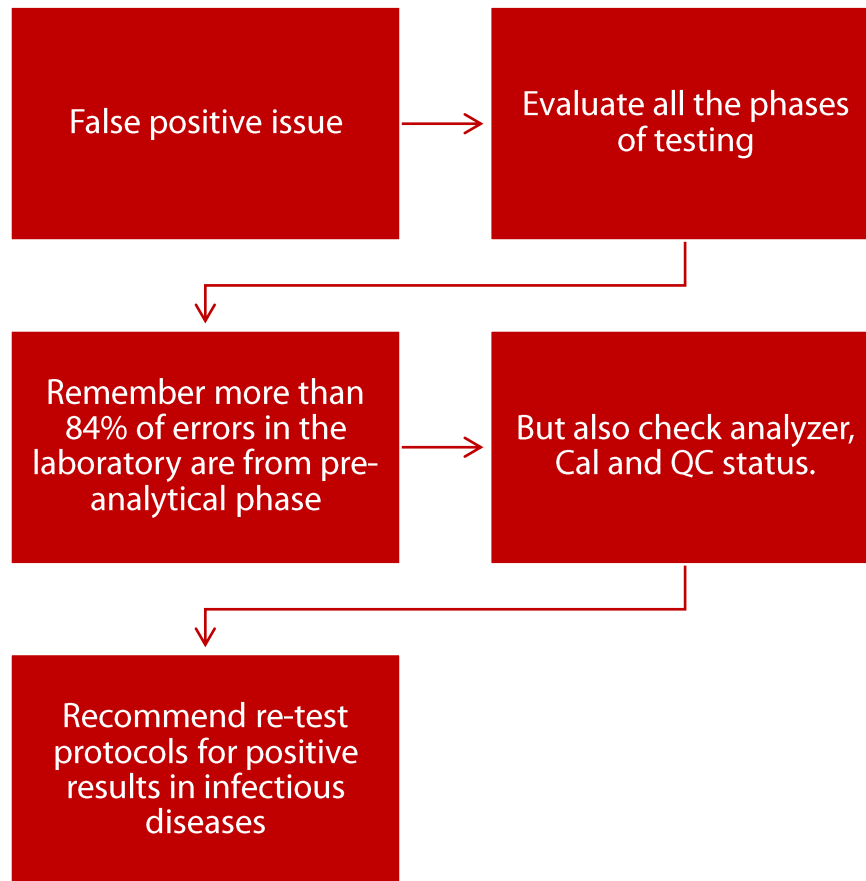 False positive issue
Evaluate all the phases
of testing
Remember more than
84% of errors in the
laboratory are from pre-
analytical phase
But also check analyzer,
Cal and QC status.
Recommend re-test
protocols for positive
results in infectious
diseases